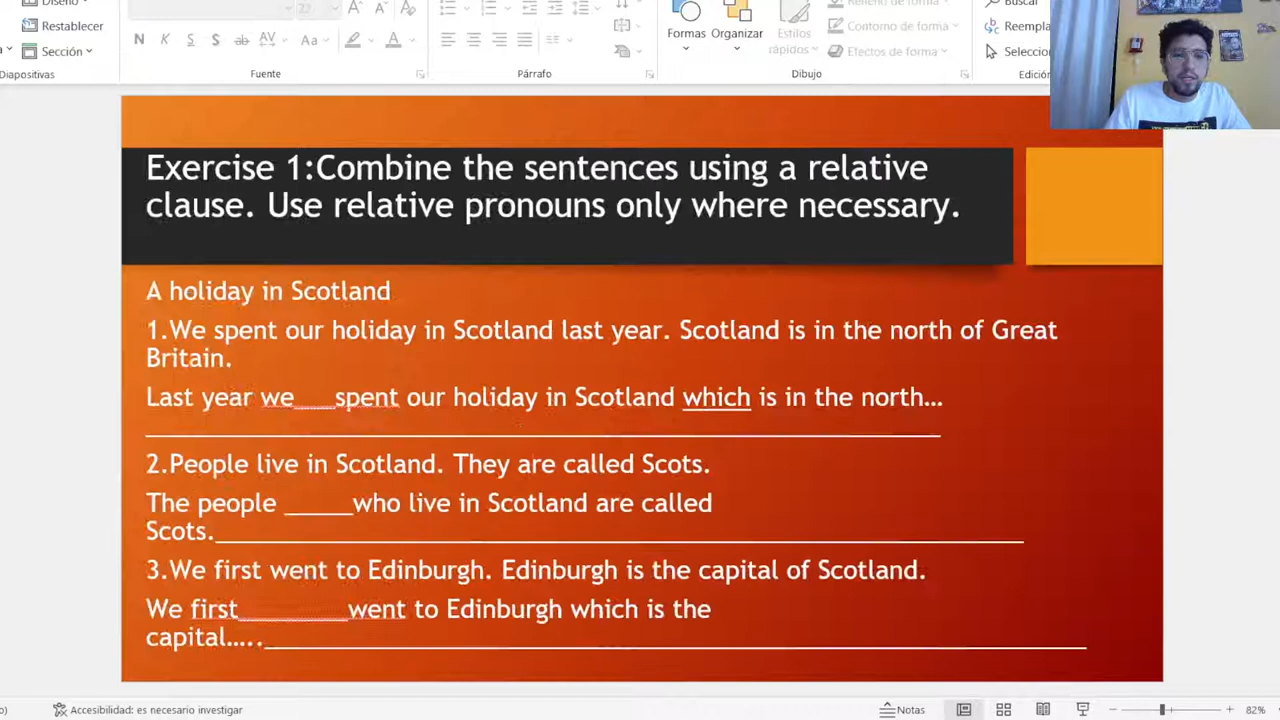 Diseño
Restablecer
Sección
Diapositivas
N K S S ab AV Aa A
Fuente
Párrafo
Formas
Organizar
Estilos
rápidos
Relleno de forma
Contorno de forma
Efectos de forma
Dibujo
Buscar
Reempla
Seleccio
Edición
Exercise 1:Combine the sentences using a relative
clause. Use relative pronouns only where necessary.
A holiday in Scotland
1.We spent our holiday in Scotland last year. Scotland is in the north of Great
Britain.
Last year we___spent our holiday in Scotland which is in the north…
2.People live in Scotland. They are called Scots.
The people _____who live in Scotland are called
Scots.
3.We first went to Edinburgh. Edinburgh is the capital of Scotland.
We first________went to Edinburgh which is the
capital…..
Accesibilidad: es necesario investigar
Notas
82%